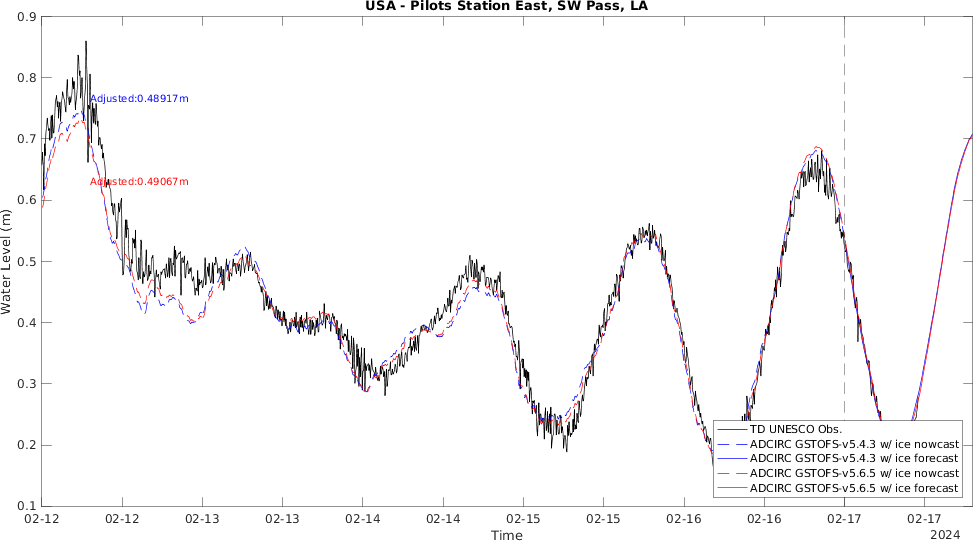 USA - Pilots Station East, SW Pass, LA
0.9
0.8
0.7
0.6
0.5
0.4
0.3
0.2
0.1
Water Level (m)
Adjusted:0.48917m
Adjusted:0.49067m
TD UNESCO Obs.
ADCIRC GSTOFS-v5.4.3 w/ ice nowcast
ADCIRC GSTOFS-v5.4.3 w/ ice forecast
ADCIRC GSTOFS-v5.6.5 w/ ice nowcast
ADCIRC GSTOFS-v5.6.5 w/ ice forecast
02-12 02-12 02-13 02-13 02-14 02-14 02-15 02-15 02-16 02-16 02-17 02-17
Time
2024